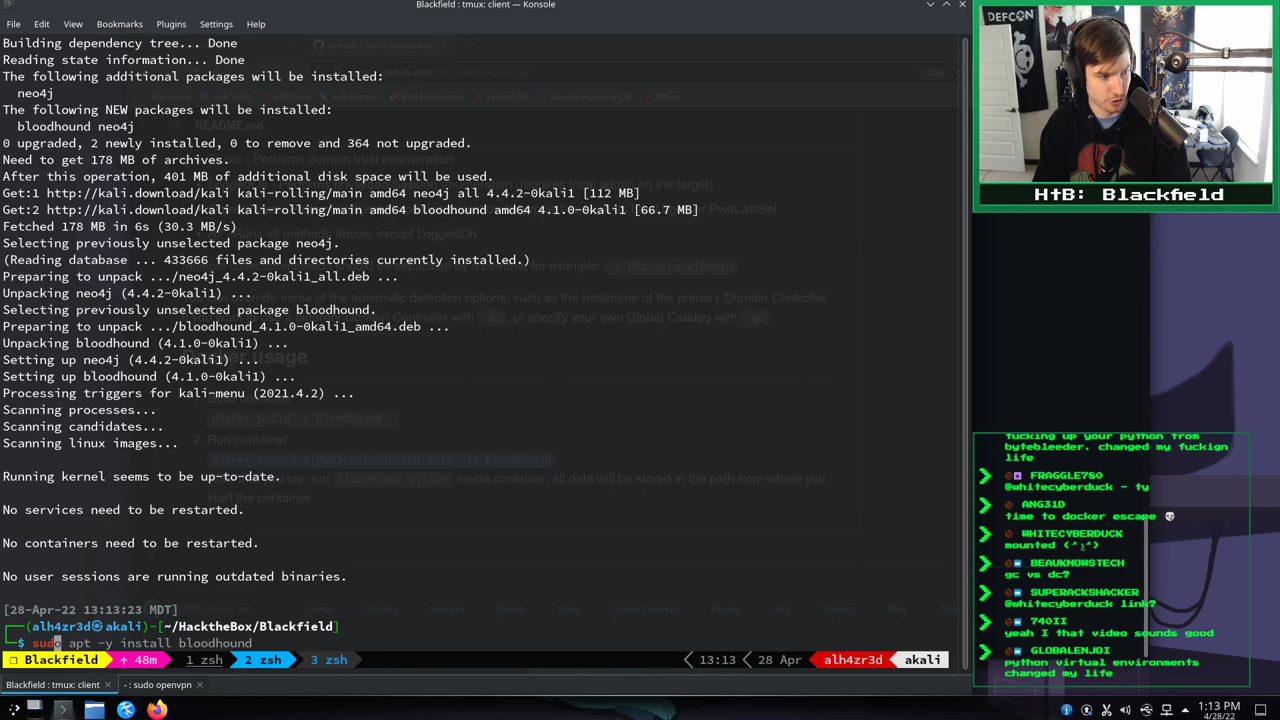 Blackfield : tmux: client — Konsole
File Edit View Bookmarks Plugins Settings Help
Building dependency tree... Done
Reading state information... Done
The following additional packages will be installed:
neo4j
The following NEW packages will be installed:
bloodhound neo4j
0 upgraded, 2 newly installed, 0 to remove and 364 not upgraded.
Need to get 178 MB of archives.
After this operation, 401 MB of additional disk space will be used.
Get:1 http://kali.download/kali kali-rolling/main amd64 neo4j all 4.4.2-0kali1 [112 MB]
Get:2 http://kali.download/kali kali-rolling/main amd64 bloodhound amd64 4.1.0-0kali1 [66.7 MB]
Fetched 178 MB in 6s (30.3 MB/s)
Selecting previously unselected package neo4j.
(Reading database ... 433666 files and directories currently installed.)
Preparing to unpack .../neo4j_4.4.2-0kali1_all.deb ...
Unpacking neo4j (4.4.2-0kali1) ...
Selecting previously unselected package bloodhound.
Preparing to unpack .../bloodhound_4.1.0-0kali1_amd64.deb ...
Unpacking bloodhound (4.1.0-0kali1) ...
Setting up neo4j (4.4.2-0kali1) ...
Setting up bloodhound (4.1.0-0kali1) ...
Processing triggers for kali-menu (2021.4.2) ...
Scanning processes...
Scanning candidates...
Scanning linux images...
Running kernel seems to be up-to-date.
No services need to be restarted.
No containers need to be restarted.
No user sessions are running outdated binaries.
[28-Apr-22 13:13:23 MDT]
(alh4zr3d㉿akali)-[~/HacktheBox/Blackfield]
$ sudo apt -y install bloodhound
Blackfield ↑ 48m 1 zsh 2 zsh 3 zsh 13:13 28 Apr alh4zr3d akali
Blackfield : tmux: client - : sudo openvpn
1:13 PM
4/28/22
DEFCON
H†B: Blackfield
fucking up your python from
bytebleeder. changed my fuckign
life
FRAGGLE780
@whitecyberduck - ty
ANG31D
time to docker escape
WHITECYBERDUCK
mounted
BEAUKNOWSTECH
gc vs dc?
SUPERACKSHACKER
@whitecyberduck link?
740II
yeah I that video sounds good
GLOBALENJOI
python virtual environments
changed my life